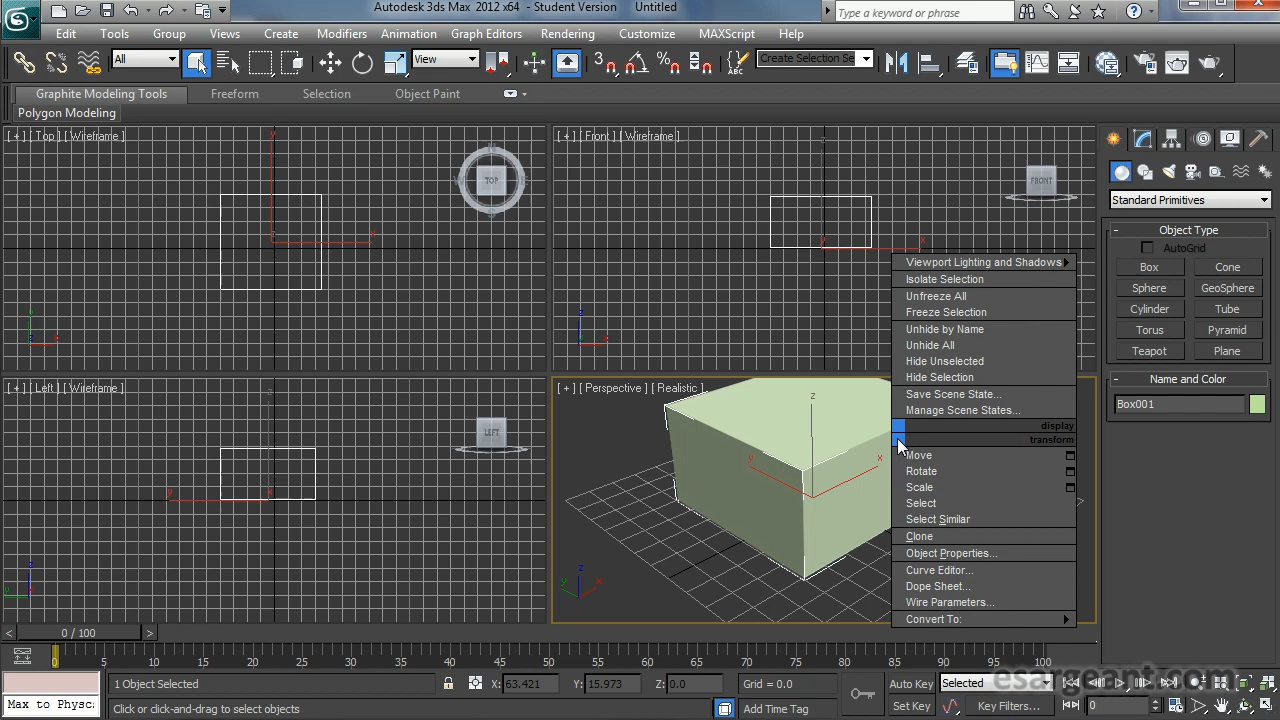 Autodesk 3ds Max 2012 x64 - Student Version Untitled
Type a keyword or phrase
Edit Tools Group Views Create Modifiers Animation Graph Editors Rendering Customize MAXScript Help
All
View
Create Selection Se
Graphite Modeling Tools Freeform Selection Object Paint
Polygon Modeling
[ + ] [ Top ] [ Wireframe ]
TOP
[ + ] [ Front ] [ Wireframe ]
FRONT
Standard Primitives
- Object Type
AutoGrid
Box Cone
Sphere GeoSphere
Cylinder Tube
Torus Pyramid
Teapot Plane
- Name and Color
Box001
Viewport Lighting and Shadows
Isolate Selection
Unfreeze All
Freeze Selection
Unhide by Name
Unhide All
Hide Unselected
Hide Selection
Save Scene State...
Manage Scene States...
display
transform
Move
Rotate
Scale
Select
Select Similar
Clone
Object Properties...
Curve Editor...
Dope Sheet...
Wire Parameters...
Convert To:
[ + ] [ Left ] [ Wireframe ]
LEFT
[ + ] [ Perspective ] [ Realistic ]
< 0 / 100 >
0 5 10 15 20 25 30 35 40 45 50 55 60 65 70 75 80 85 90 95 100
1 Object Selected X: 63.421 Y: 15.973 Z: 0.0 Grid = 0.0 Auto Key Selected
esargeant.com
Max to Physc Click or click-and-drag to select objects Add Time Tag Set Key Key Filters... 0